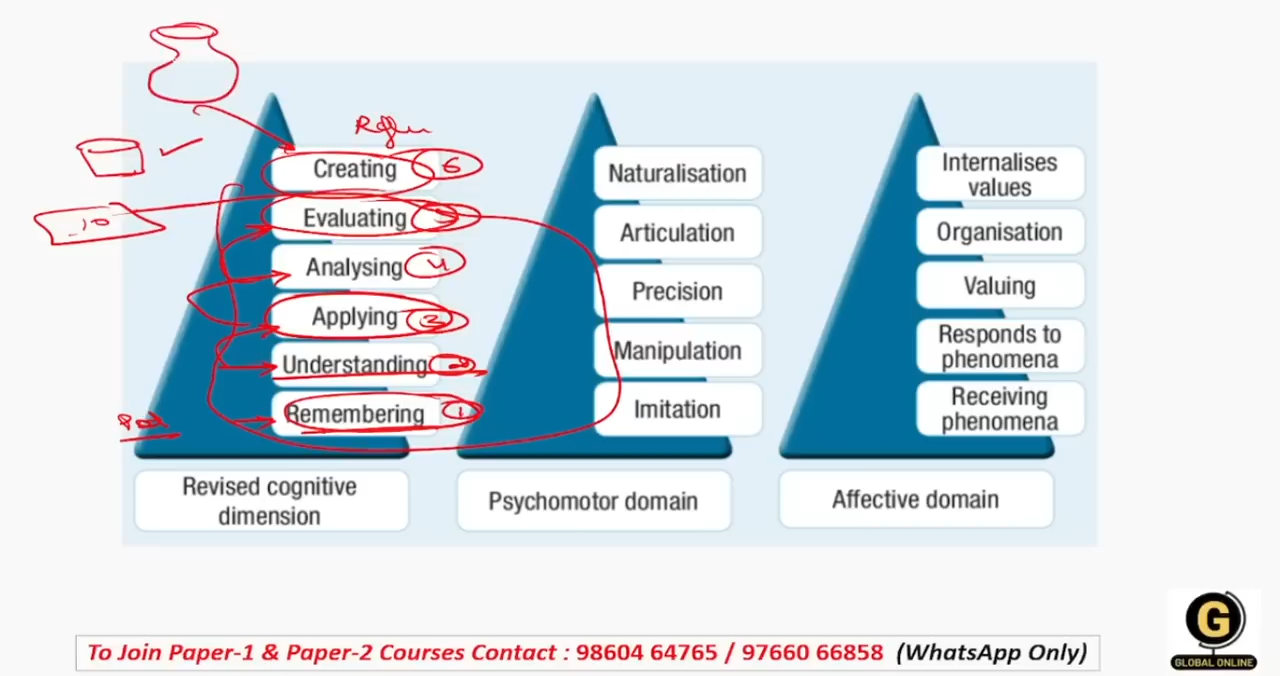 Creating 6
Evaluating
Analysing 4
Applying 3
Understanding
Remembering 1
Revised cognitive
dimension
Naturalisation
Articulation
Precision
Manipulation
Imitation
Psychomotor domain
Internalises
values
Organisation
Valuing
Responds to
phenomena
Receiving
phenomena
Affective domain
To Join Paper-1 & Paper-2 Courses Contact : 98604 64765 / 97660 66858 (WhatsApp Only)
G
GLOBAL ONLINE